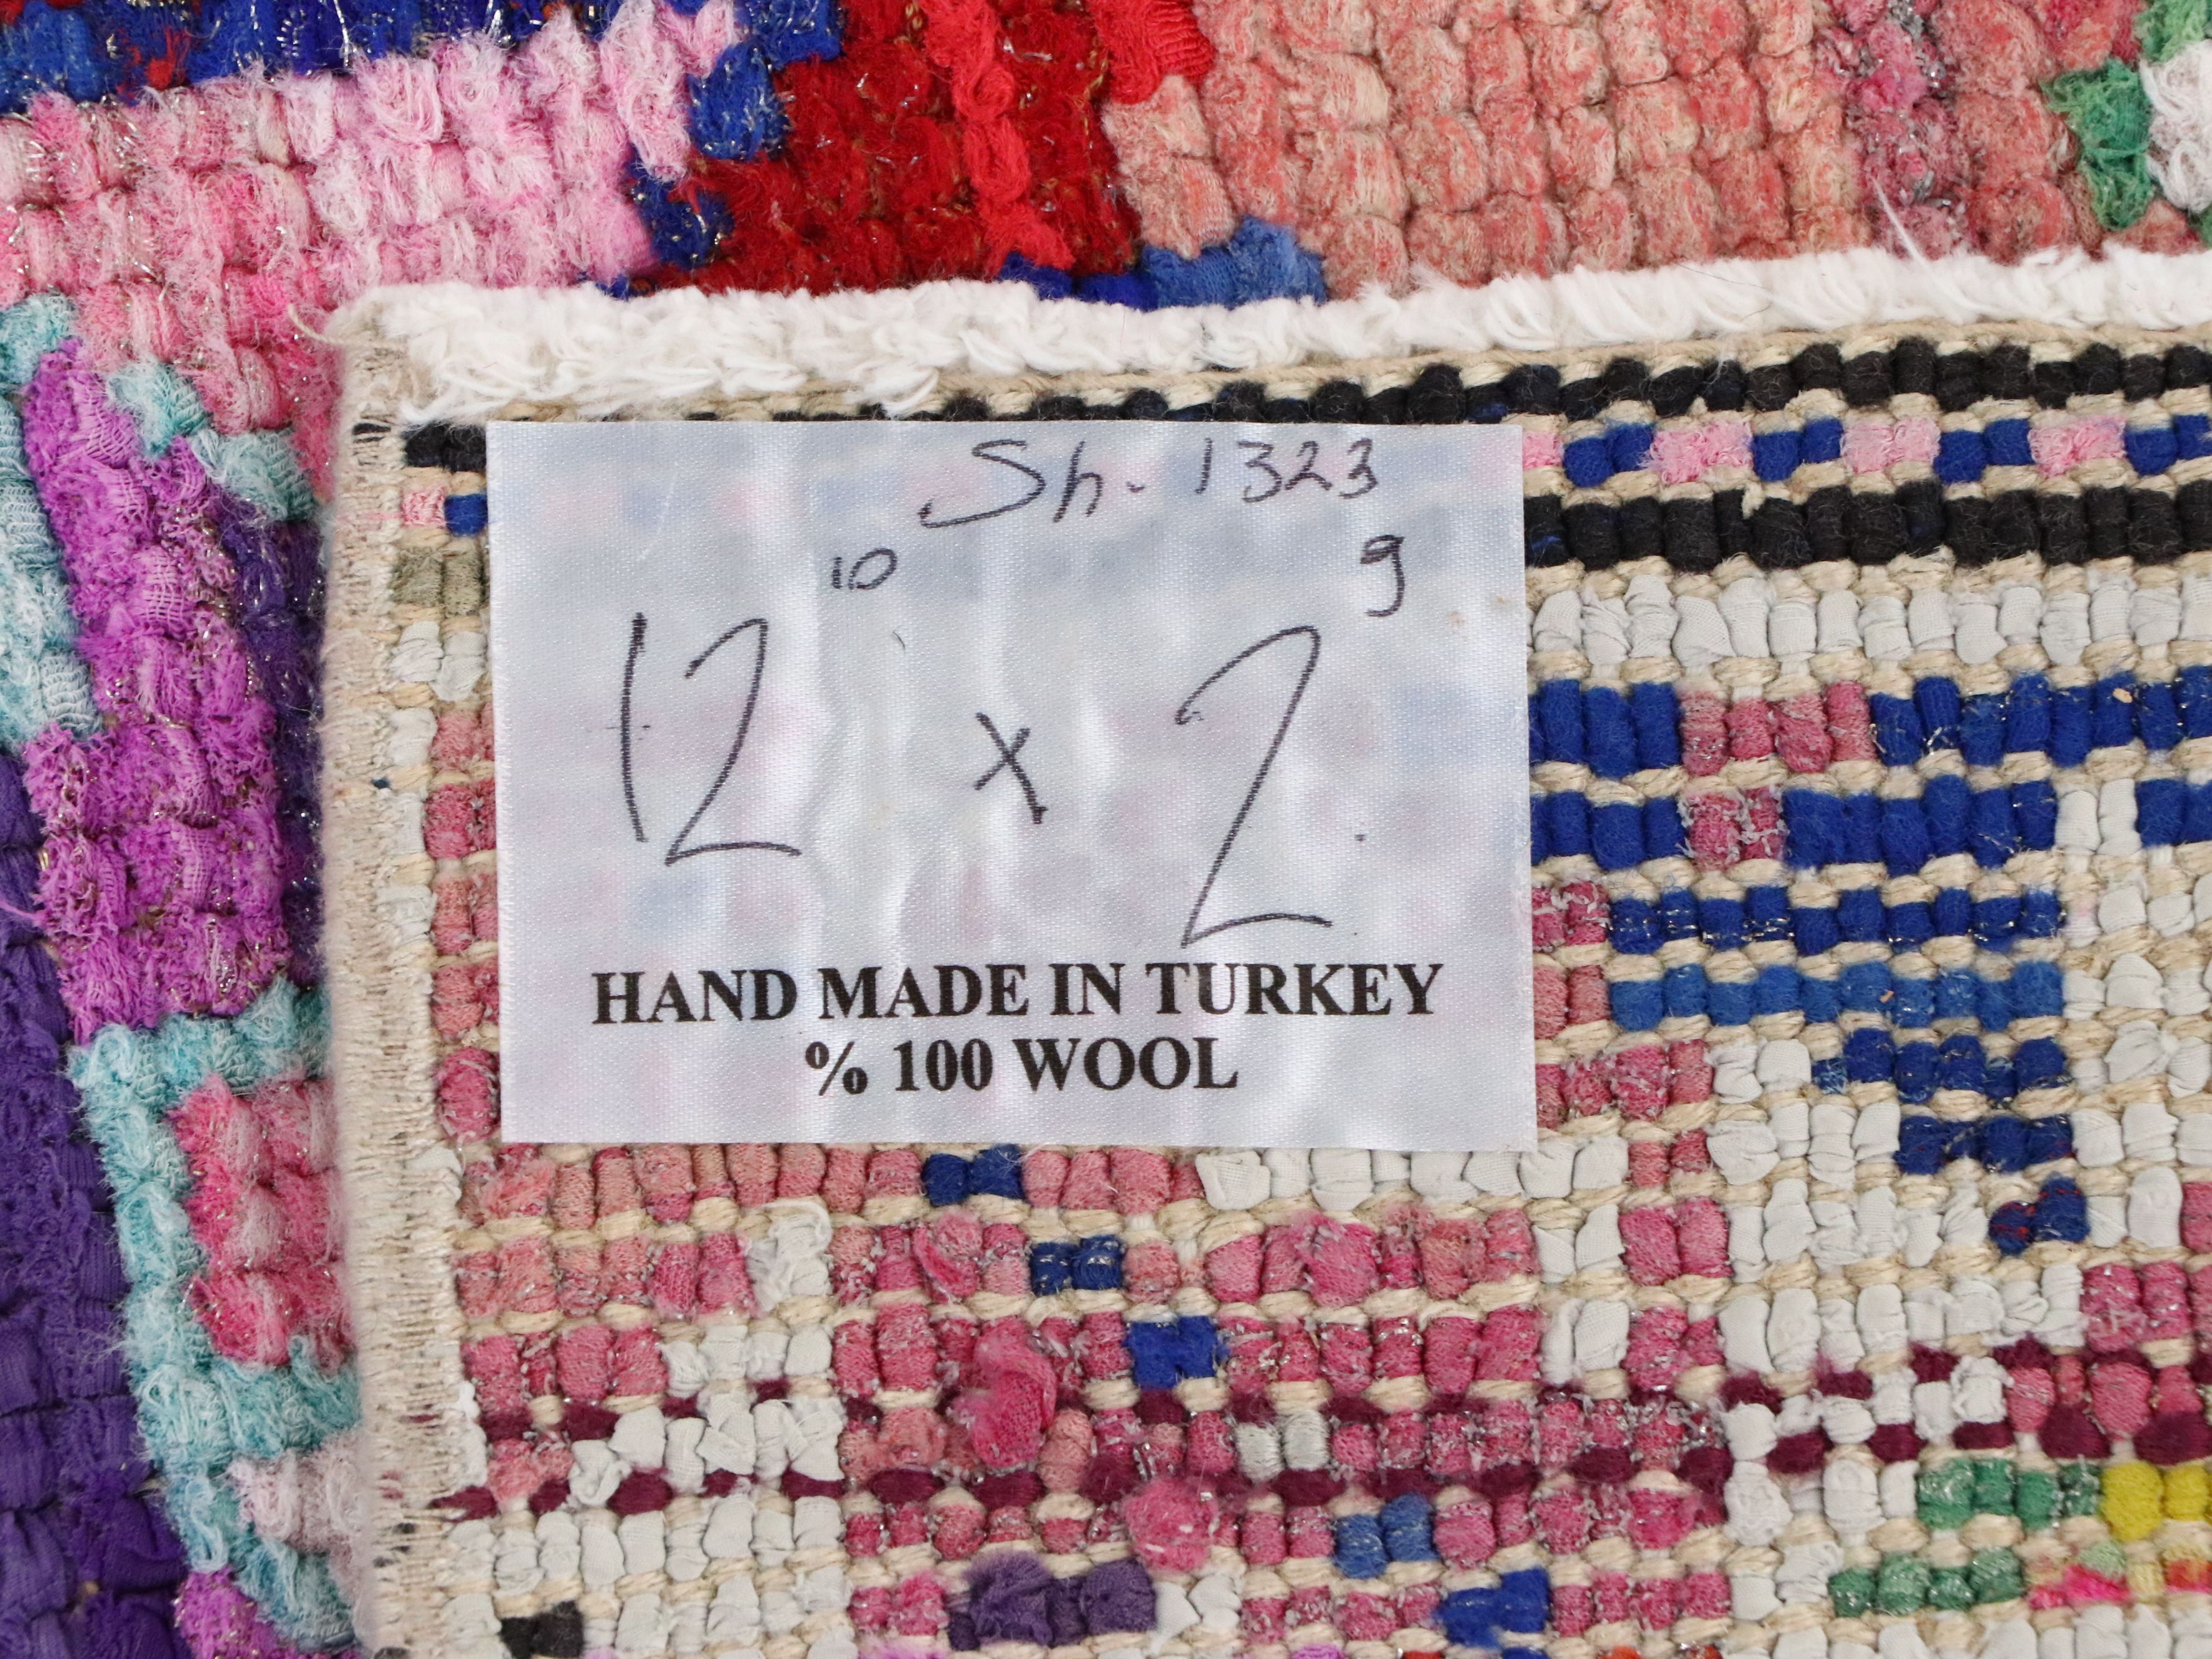 Sh. 1323
12 10 x 2 9
HAND MADE IN TURKEY
% 100 WOOL